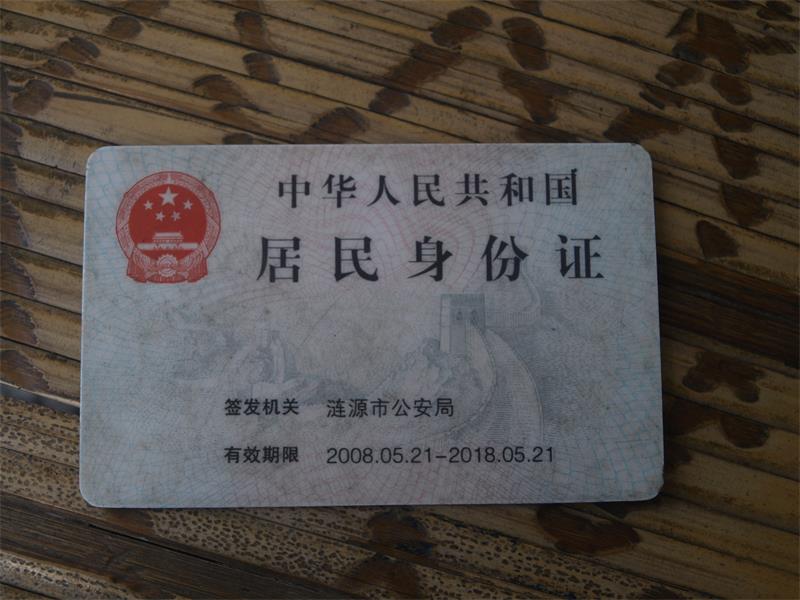 中华人民共和国
居民身份证
签发机关 涟源市公安局
有效期限 2008.05.21-2018.05.21